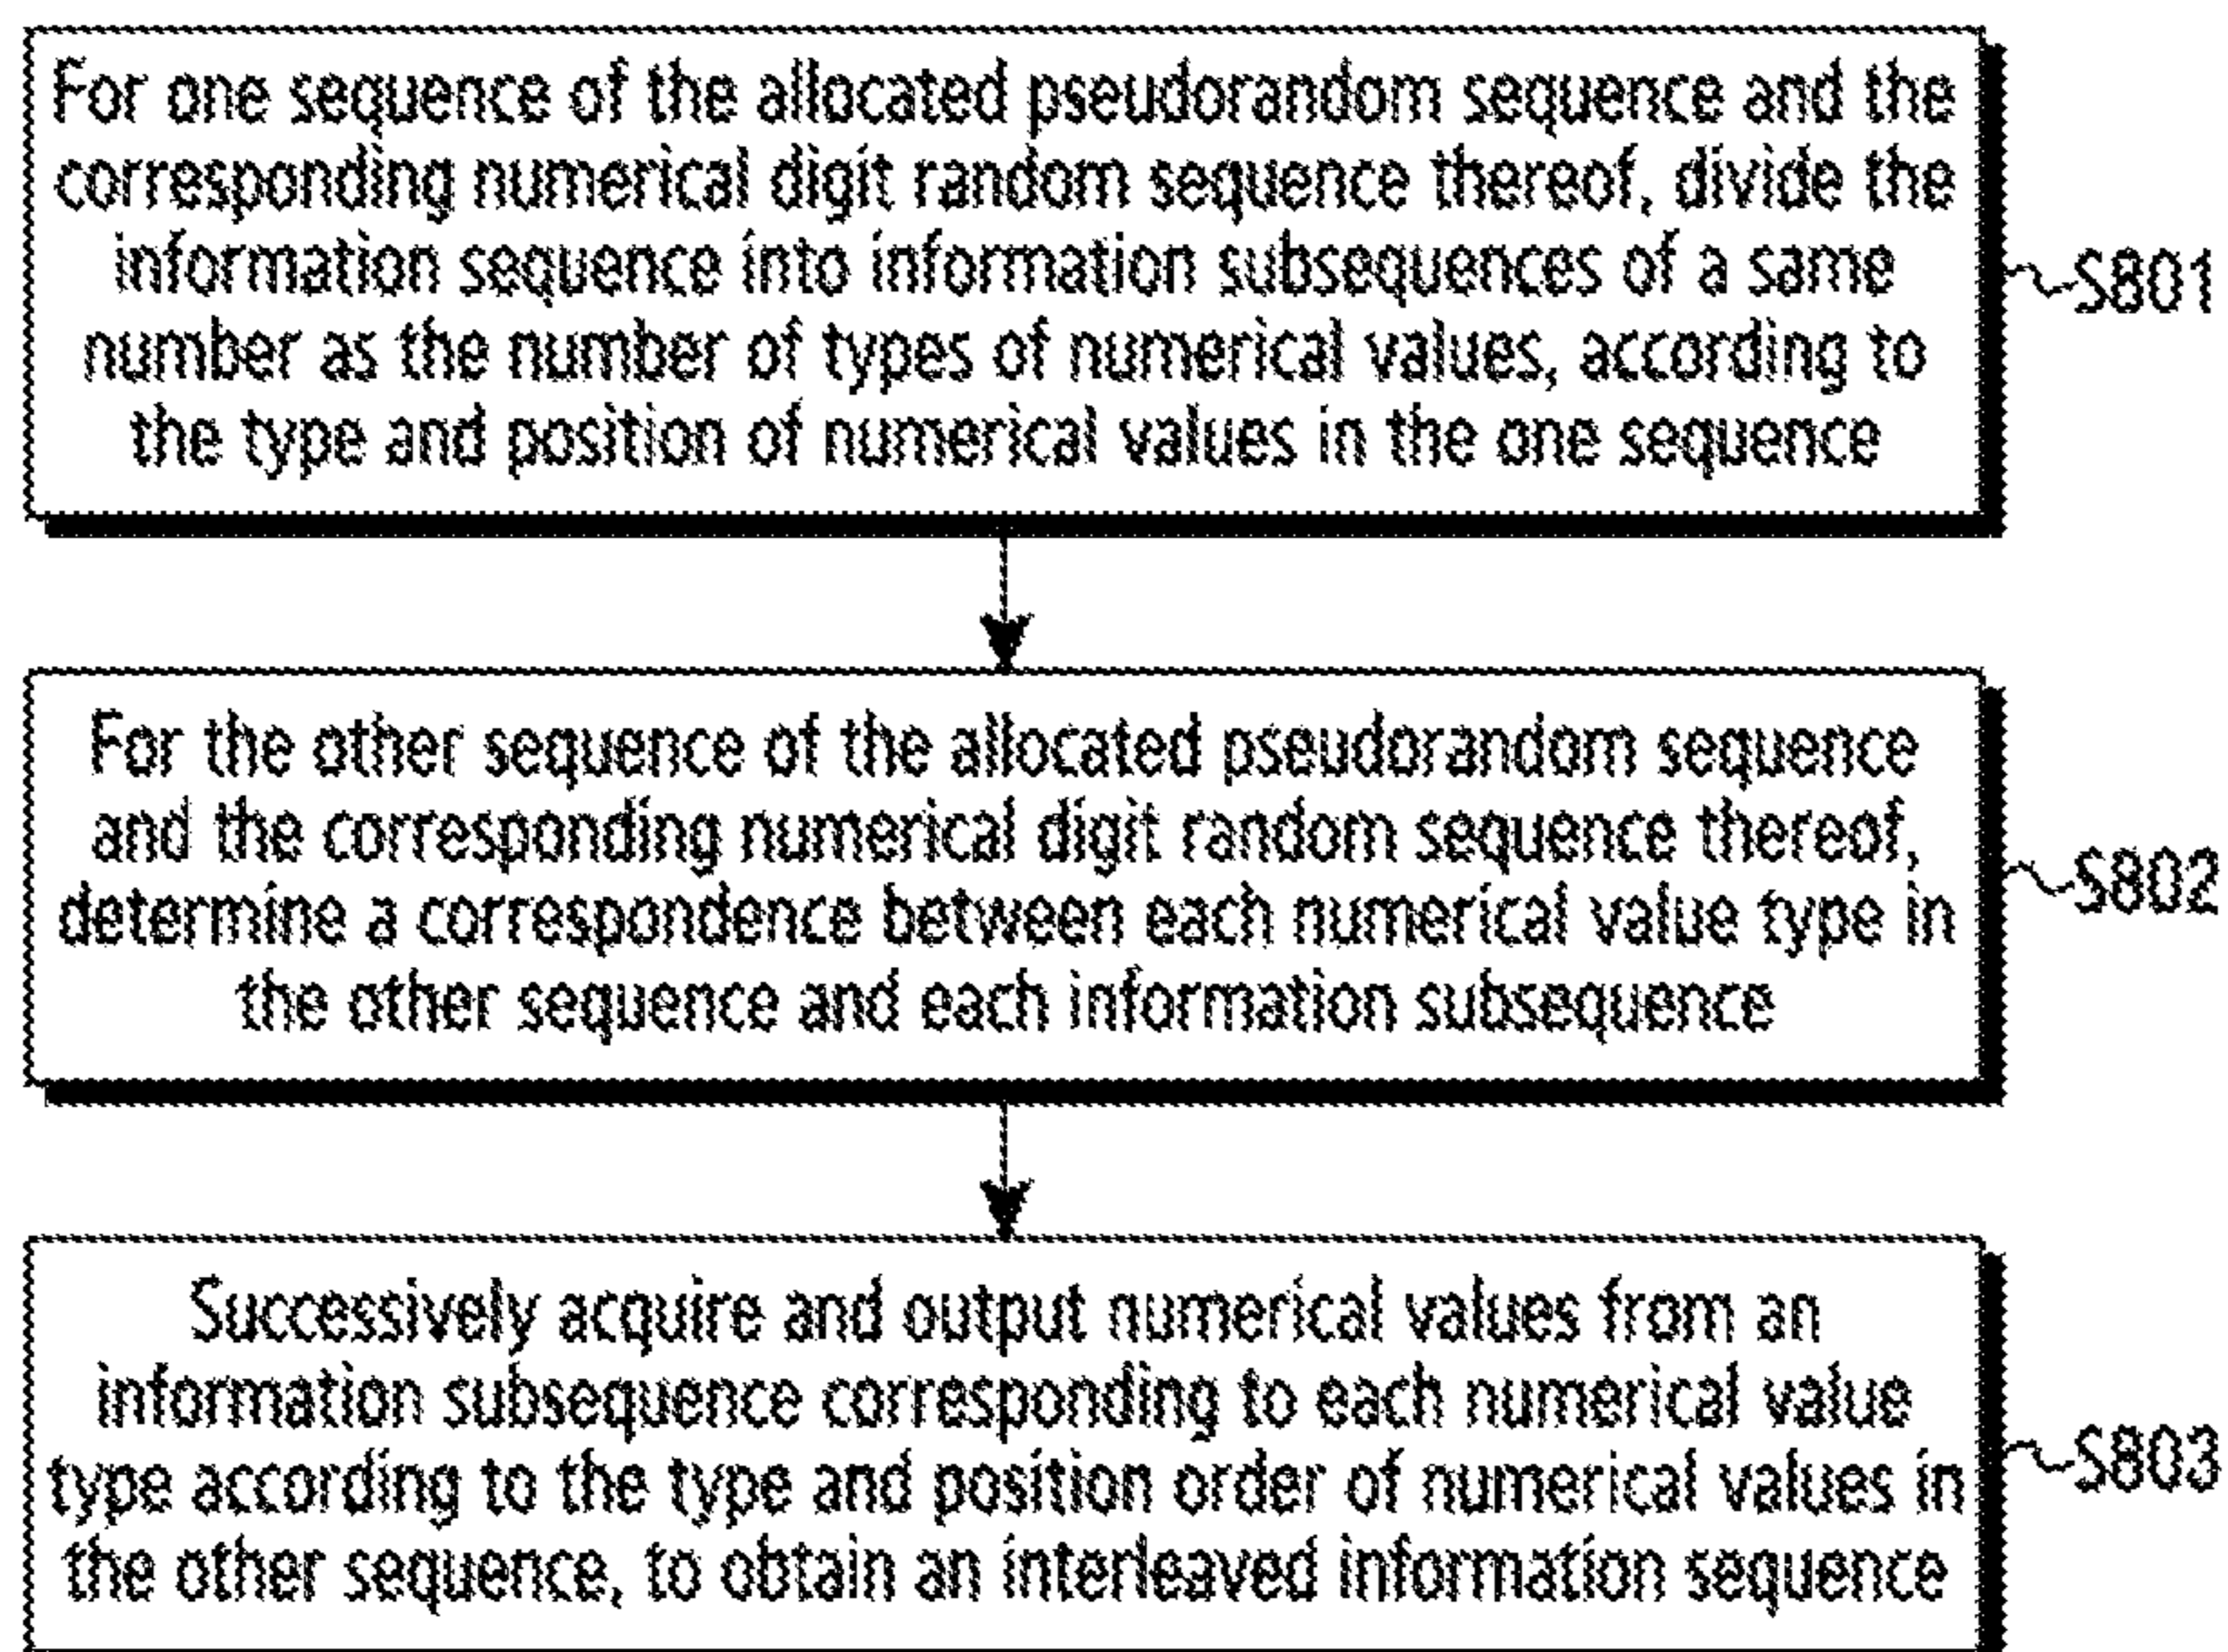 For one sequence of the allocated pseudorandom sequence and the
corresponding numerical digit random sequence thereof, divide the
information sequence into information subsequences of a same
number as the number of types of numerical values, according to
the type and position of numerical values in the one sequence
S801
For the other sequence of the allocated pseudorandom sequence
and the corresponding numerical digit random sequence thereof,
determine a correspondence between each numerical value type in
the other sequence and each information subsequence
S802
Successively acquire and output numerical values from an
information subsequence corresponding to each numerical value
type according to the type and position order of numerical values in
the other sequence, to obtain an interleaved information sequence
S803